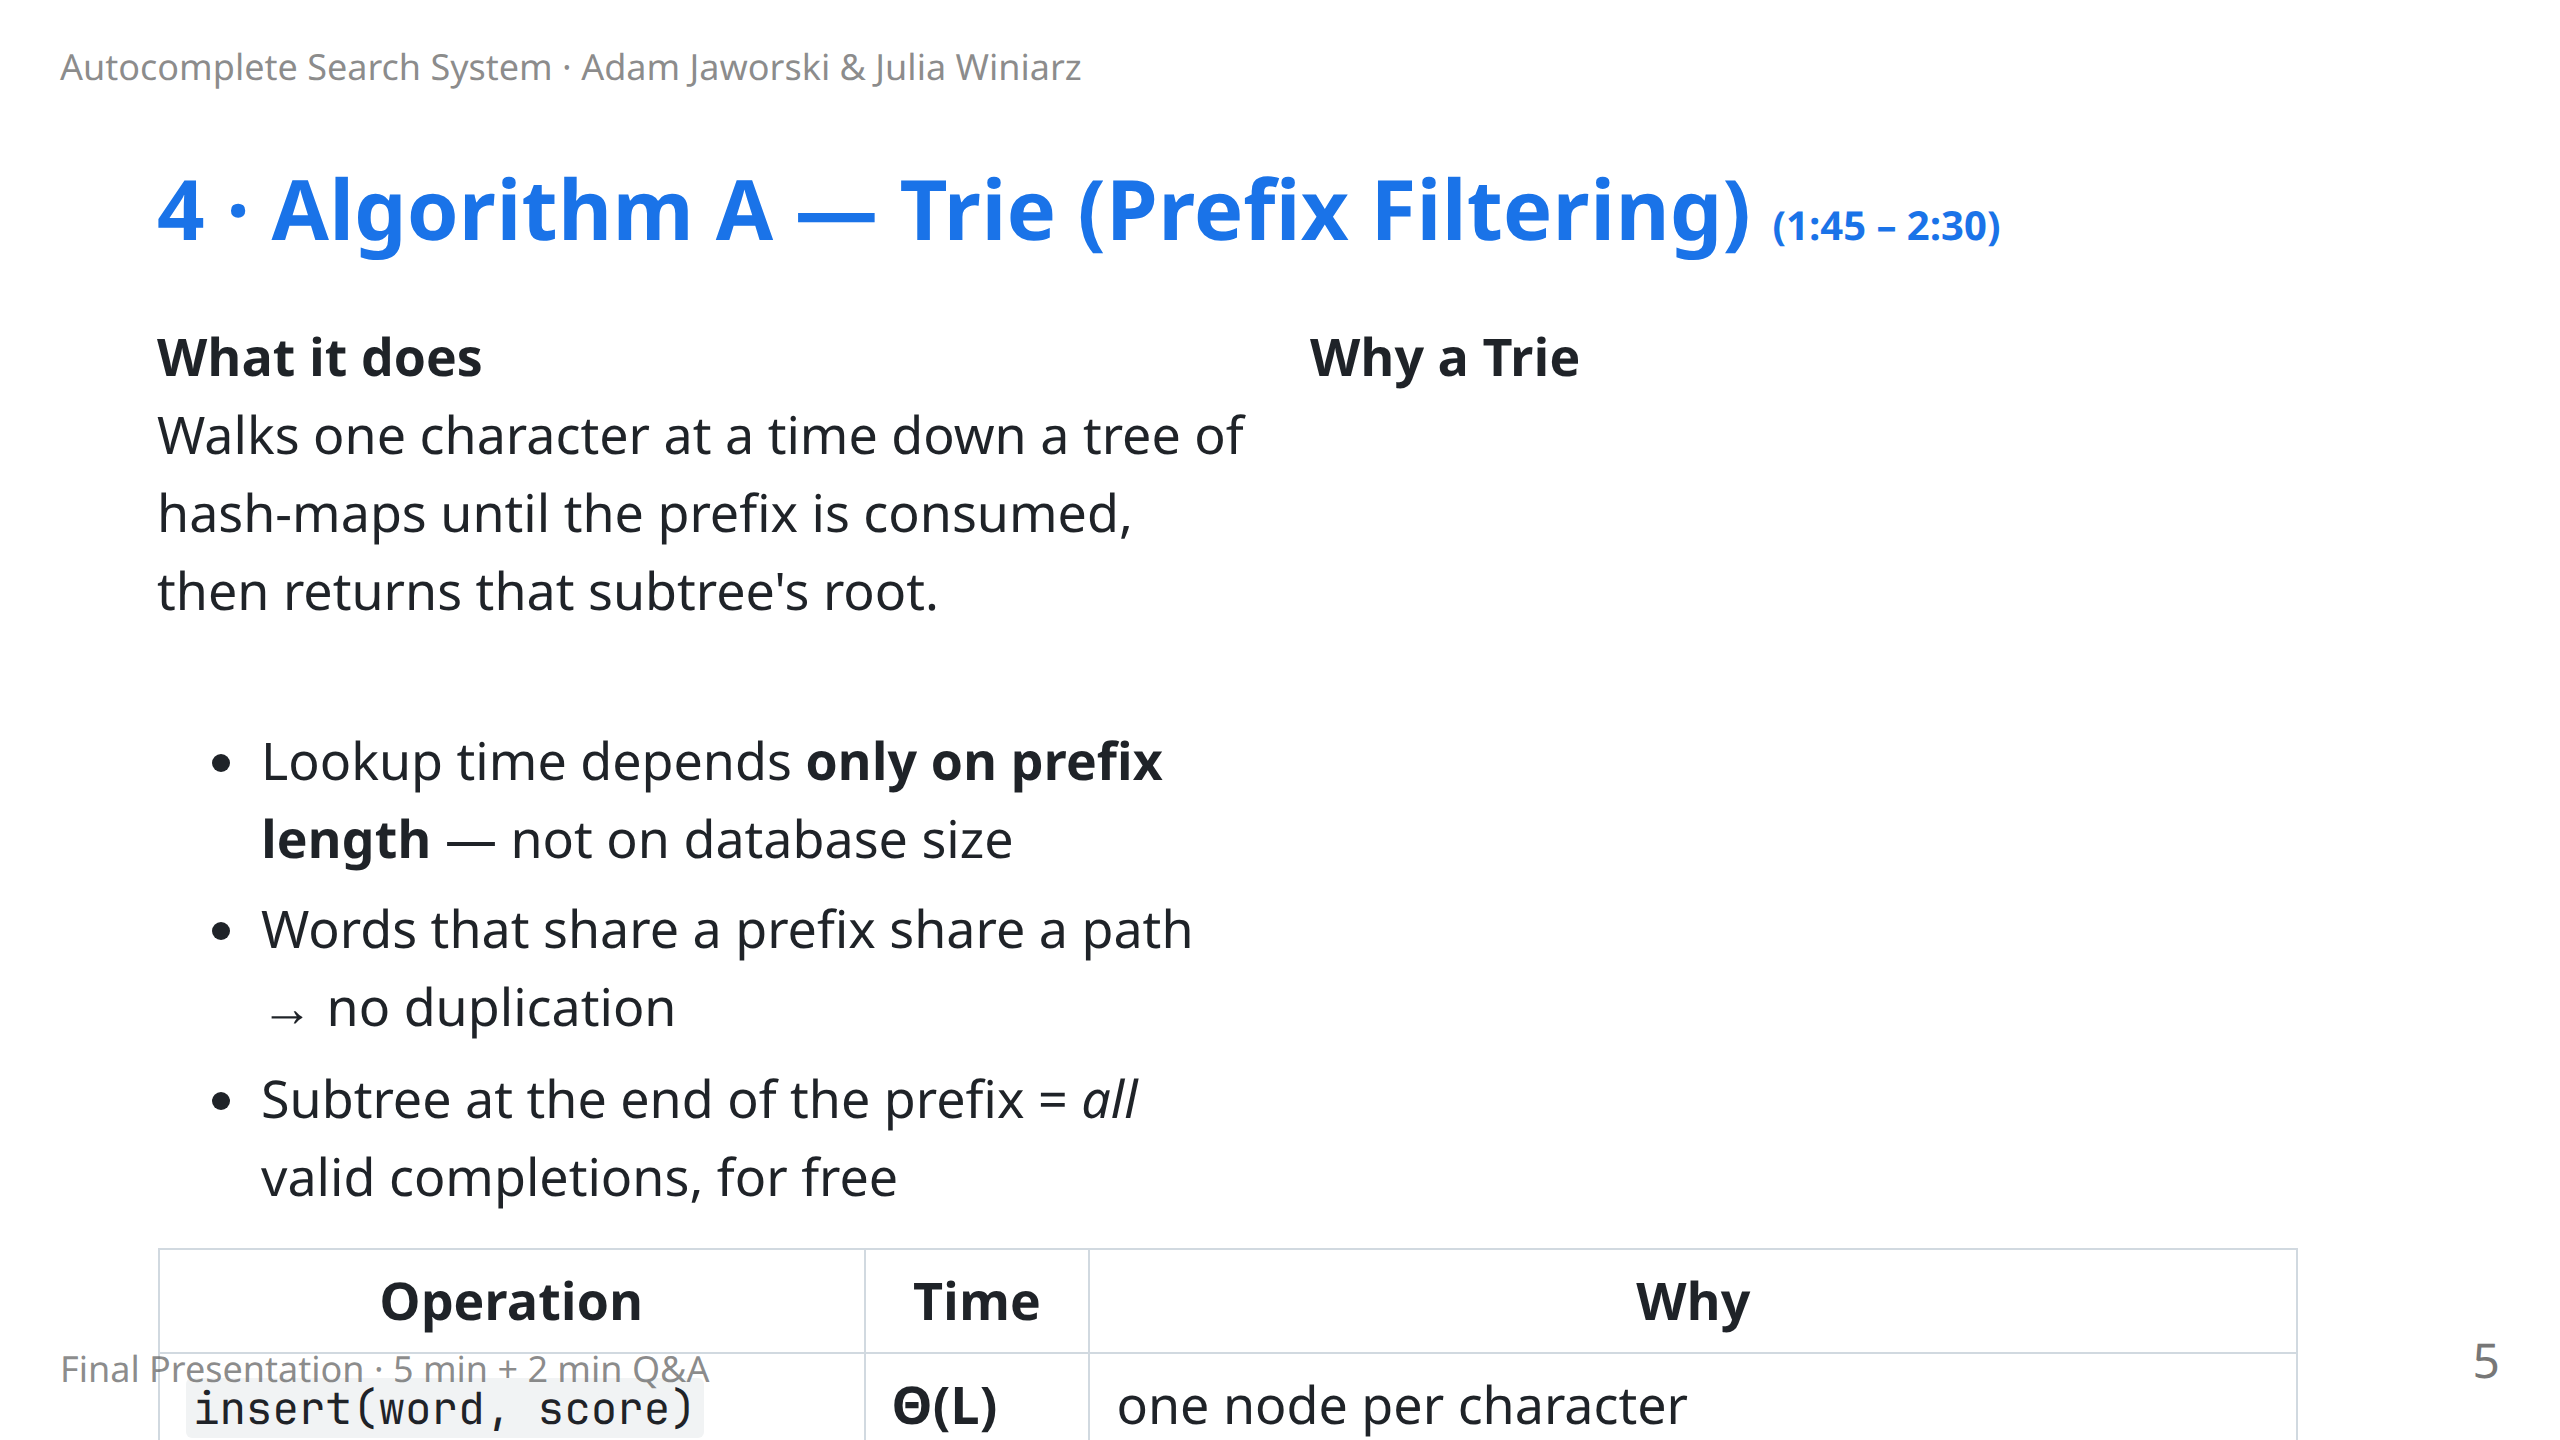 Autocomplete Search System · Adam Jaworski & Julia Winiarz
4 · Algorithm A — Trie (Prefix Filtering) (1:45 – 2:30)
What it does
Walks one character at a time down a tree of
hash-maps until the prefix is consumed,
then returns that subtree's root.
Why a Trie
• Lookup time depends only on prefix
length — not on database size
• Words that share a prefix share a path
→ no duplication
• Subtree at the end of the prefix = all
valid completions, for free
Operation Time Why
insert(word, score) Θ(L) one node per character
Final Presentation · 5 min + 2 min Q&A
5